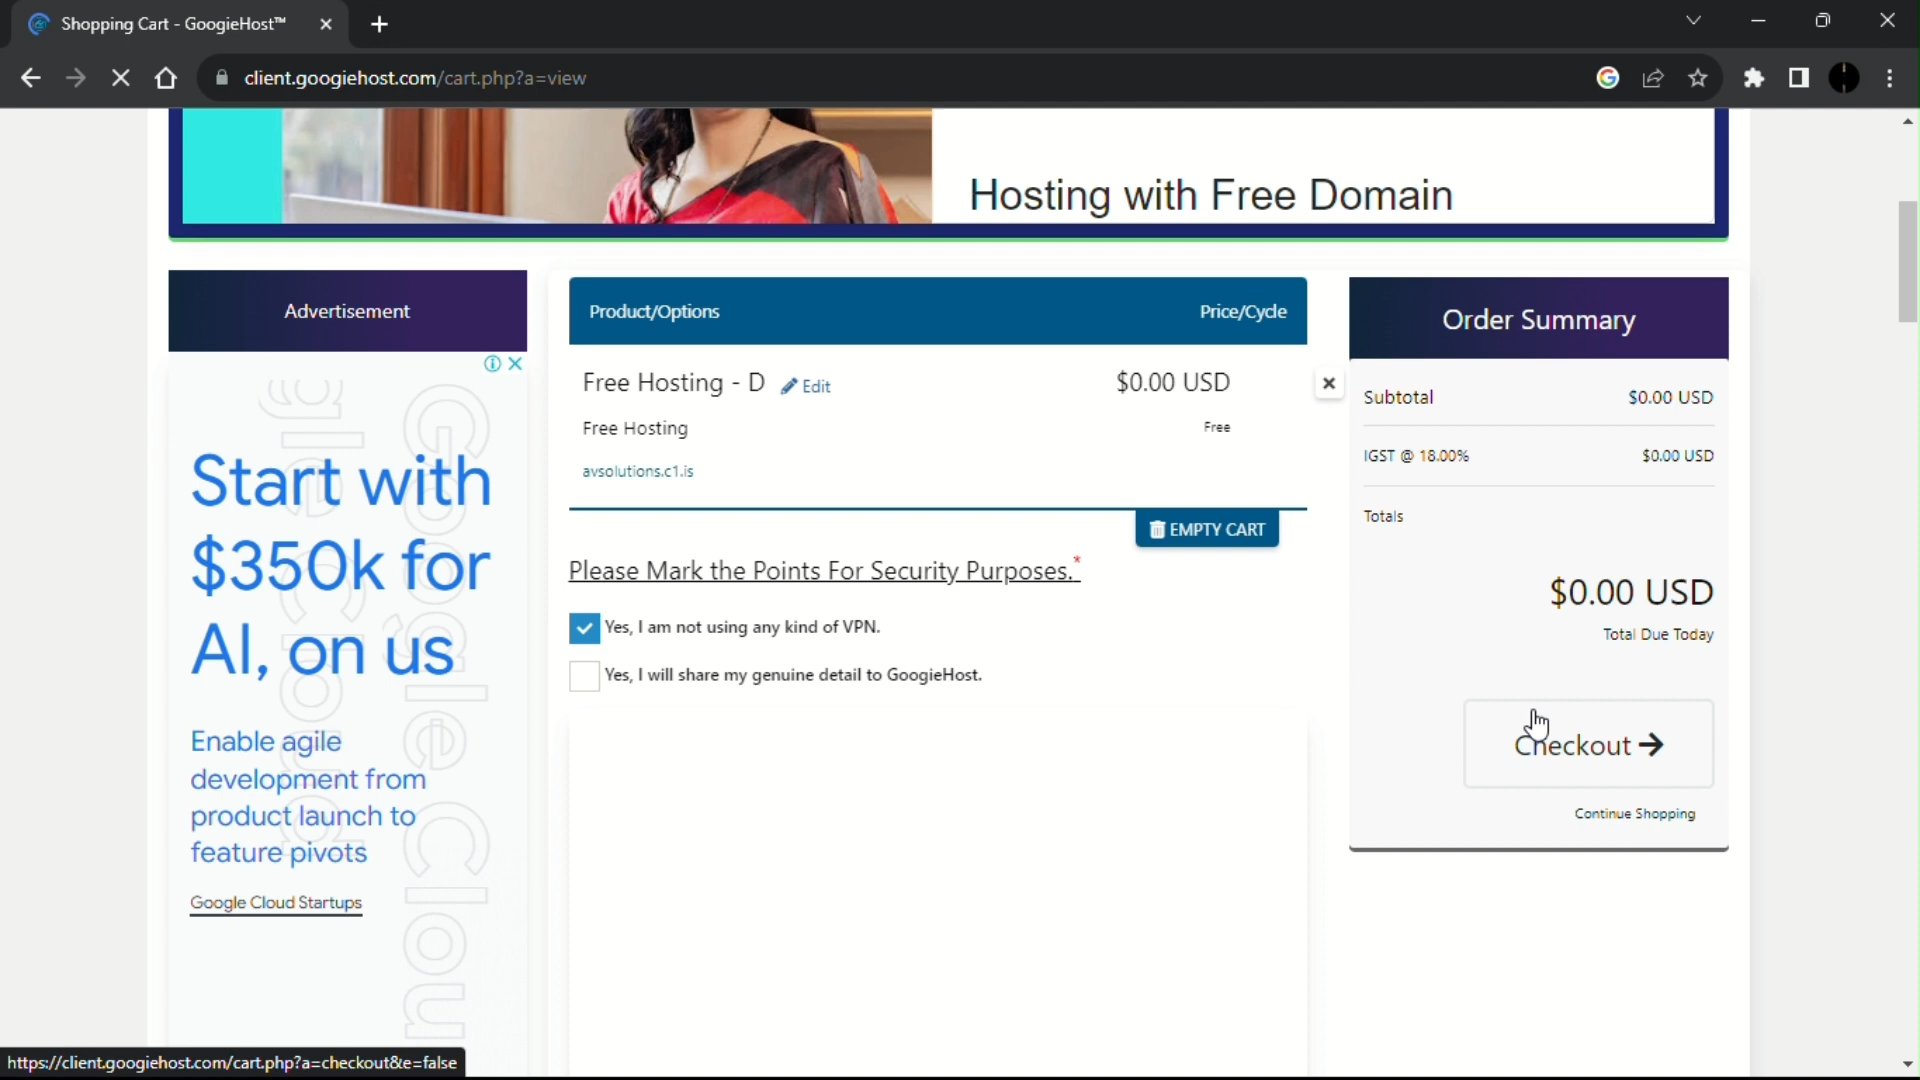 Shopping Cart - GoogieHost™
client.googiehost.com/cart.php?a=view
Hosting with Free Domain
Advertisement
Start with
$350k for
AI, on us
Enable agile
development from
product launch to
feature pivots
Google Cloud Startups
Product/Options Price/Cycle
Free Hosting - D Edit $0.00 USD
Free Hosting Free
avsolutions.c1.is
EMPTY CART
Please Mark the Points For Security Purposes.*
Yes, I am not using any kind of VPN.
Yes, I will share my genuine detail to GoogieHost.
Order Summary
Subtotal $0.00 USD
IGST @ 18.00% $0.00 USD
Totals
$0.00 USD
Total Due Today
Checkout
Continue Shopping
https://client.googiehost.com/cart.php?a=checkout&e=false